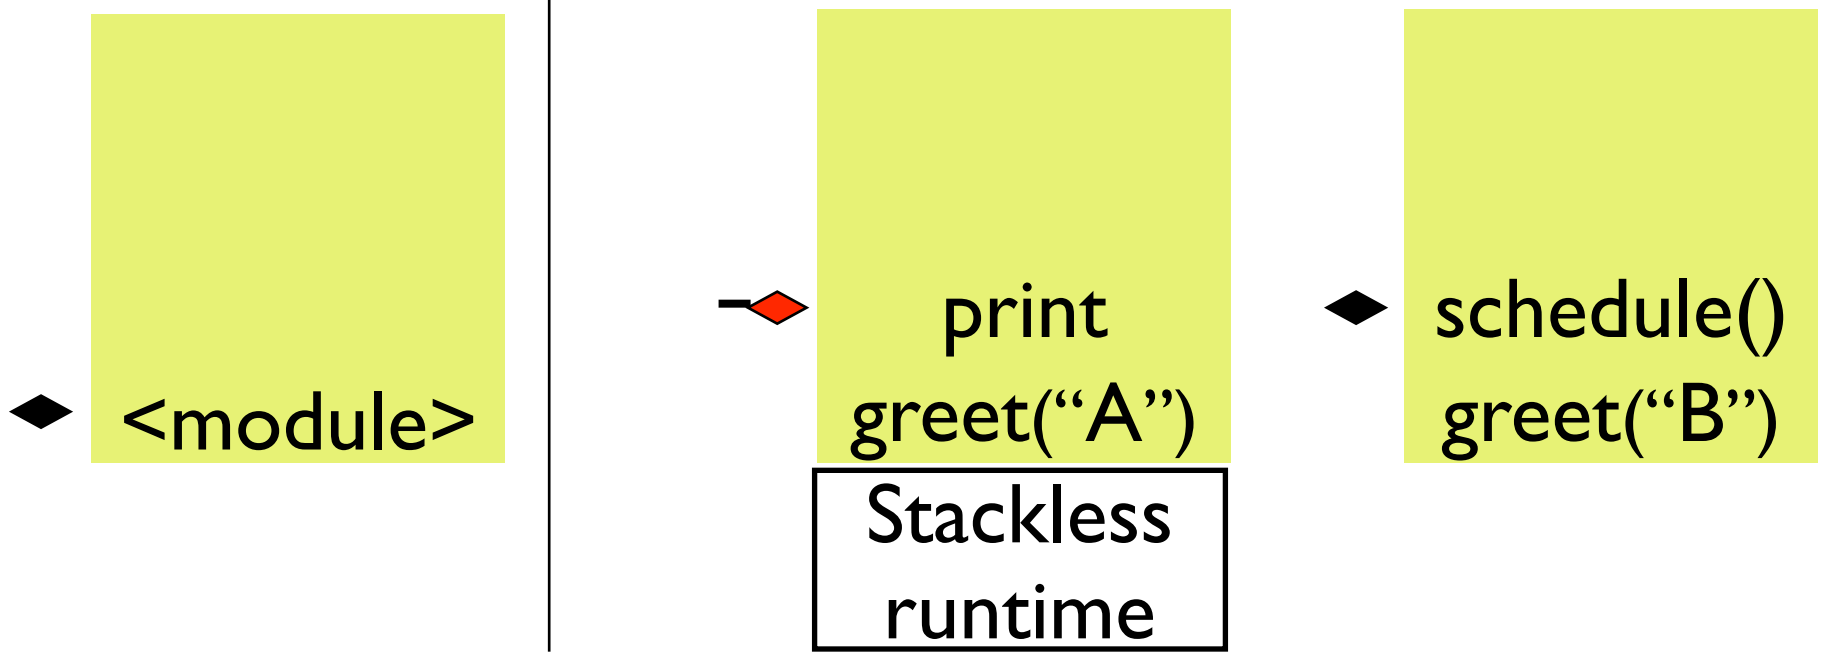 <module>
print
greet(“A”)
Stackless
runtime
schedule()
greet(“B”)